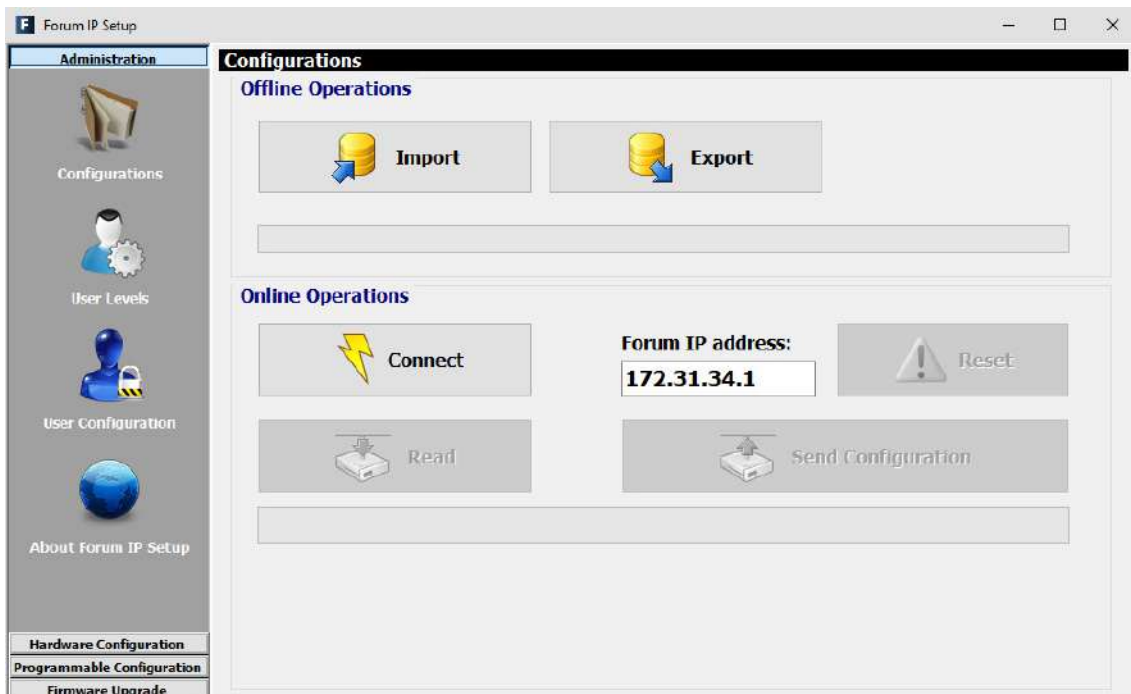 Forum IP Setup
Administration
Configurations
User Levels
User Configuration
About Forum IP Setup
Hardware Configuration
Programmable Configuration
Firmware Upgrade
Configurations
Offline Operations
Import
Export
Online Operations
Connect
Forum IP address:
172.31.34.1
Reset
Read
Send Configuration